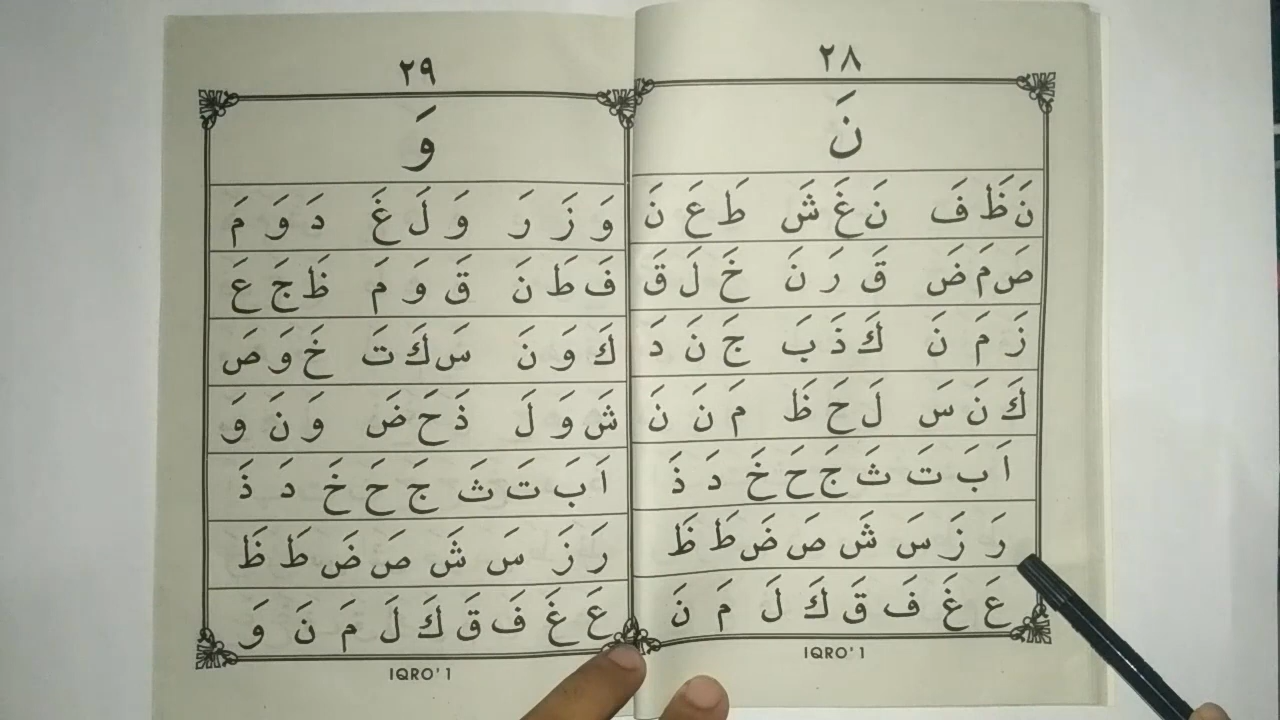 ٢٨
نَ
نَ ظَ فَ نَ غَ شَ طَ عَ نَ
صَ مَ ضَ قَ رَ نَ خَ لَ قَ
زَ مَ نَ كَ ذَ بَ جَ نَ دَ
كَ نَ سَ لَ حَ ظَ مَ نَ نَ
اَ بَ تَ ثَ جَ حَ خَ دَ ذَ
رَ زَ سَ شَ صَ ضَ طَ ظَ
عَ غَ فَ قَ كَ لَ مَ نَ
IQRO' 1
٢٩
وَ
وَ زَ رَ وَ لَ غَ دَ وَ مَ
فَ طَ نَ قَ وَ مَ ظَ جَ عَ
كَ وَ نَ سَ كَ تَ خَ وَ صَ
شَ وَ لَ ذَ حَ ضَ وَ نَ وَ
اَ بَ تَ ثَ جَ حَ خَ دَ ذَ
رَ زَ سَ شَ صَ ضَ طَ ظَ
عَ غَ فَ قَ كَ لَ مَ نَ وَ
IQRO' 1